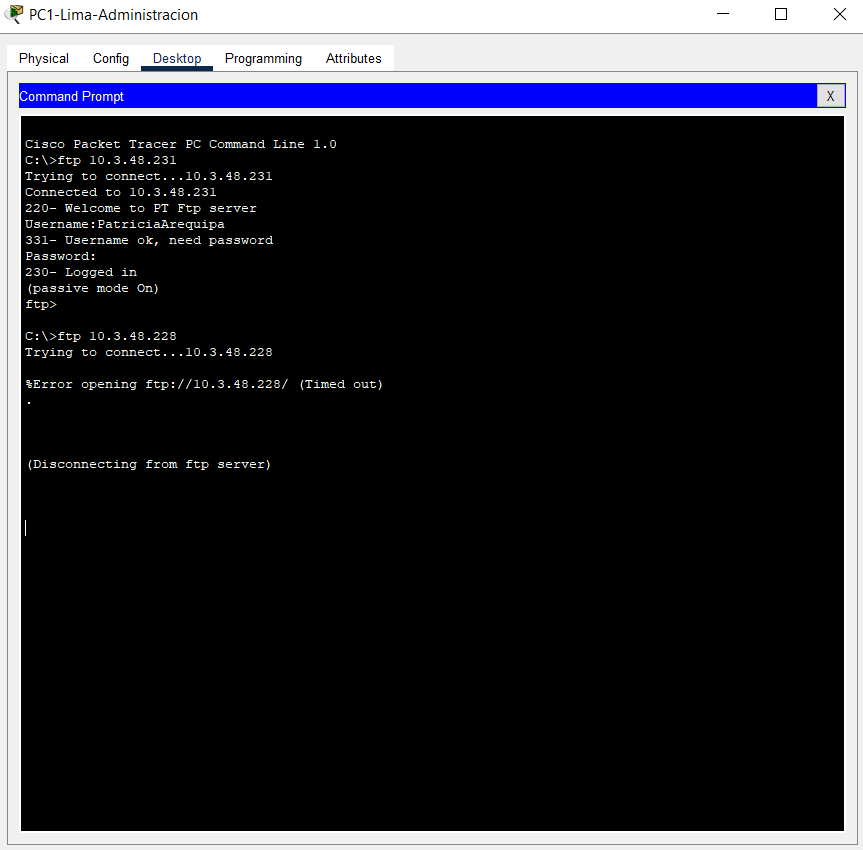 PC1-Lima-Administracion
Physical Config Desktop Programming Attributes
Command Prompt X
Cisco Packet Tracer PC Command Line 1.0
C:\>ftp 10.3.48.231
Trying to connect...10.3.48.231
Connected to 10.3.48.231
220- Welcome to PT Ftp server
Username:PatriciaArequipa
331- Username ok, need password
Password:
230- Logged in
(passive mode On)
ftp>
C:\>ftp 10.3.48.228
Trying to connect...10.3.48.228
%Error opening ftp://10.3.48.228/ (Timed out)
.
(Disconnecting from ftp server)